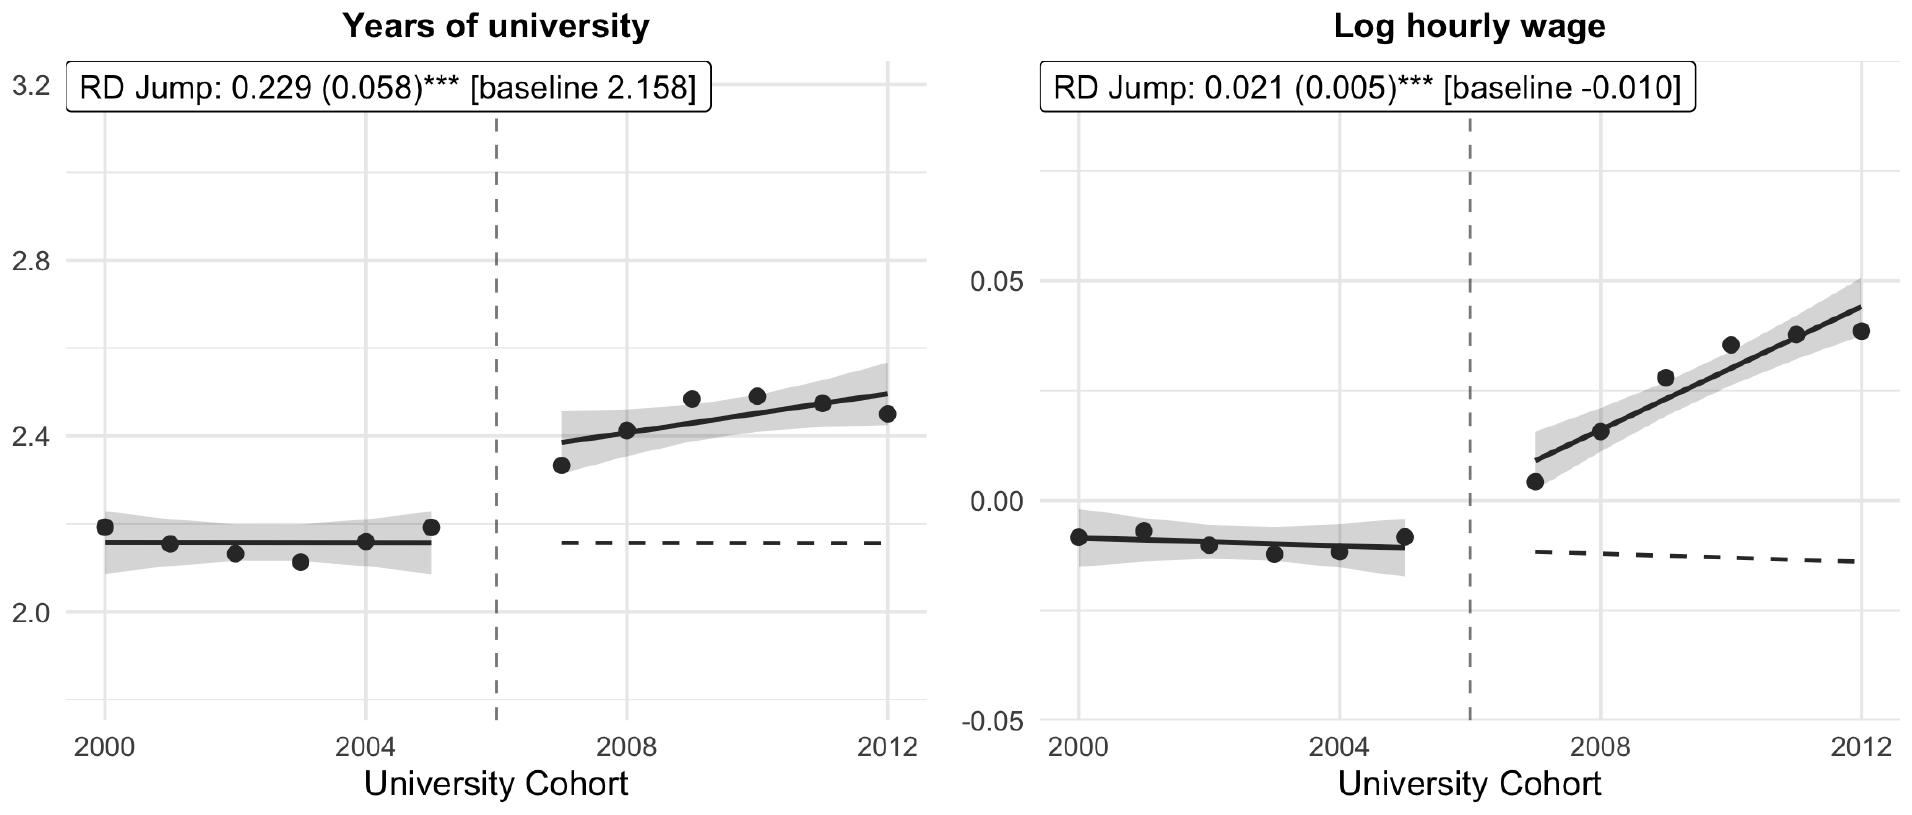 Years of university
RD Jump: 0.229 (0.058)*** [baseline 2.158]
3.2
2.8
2.4
2.0
2000 2004 2008 2012
University Cohort
Log hourly wage
RD Jump: 0.021 (0.005)*** [baseline -0.010]
0.05
0.00
-0.05
2000 2004 2008 2012
University Cohort